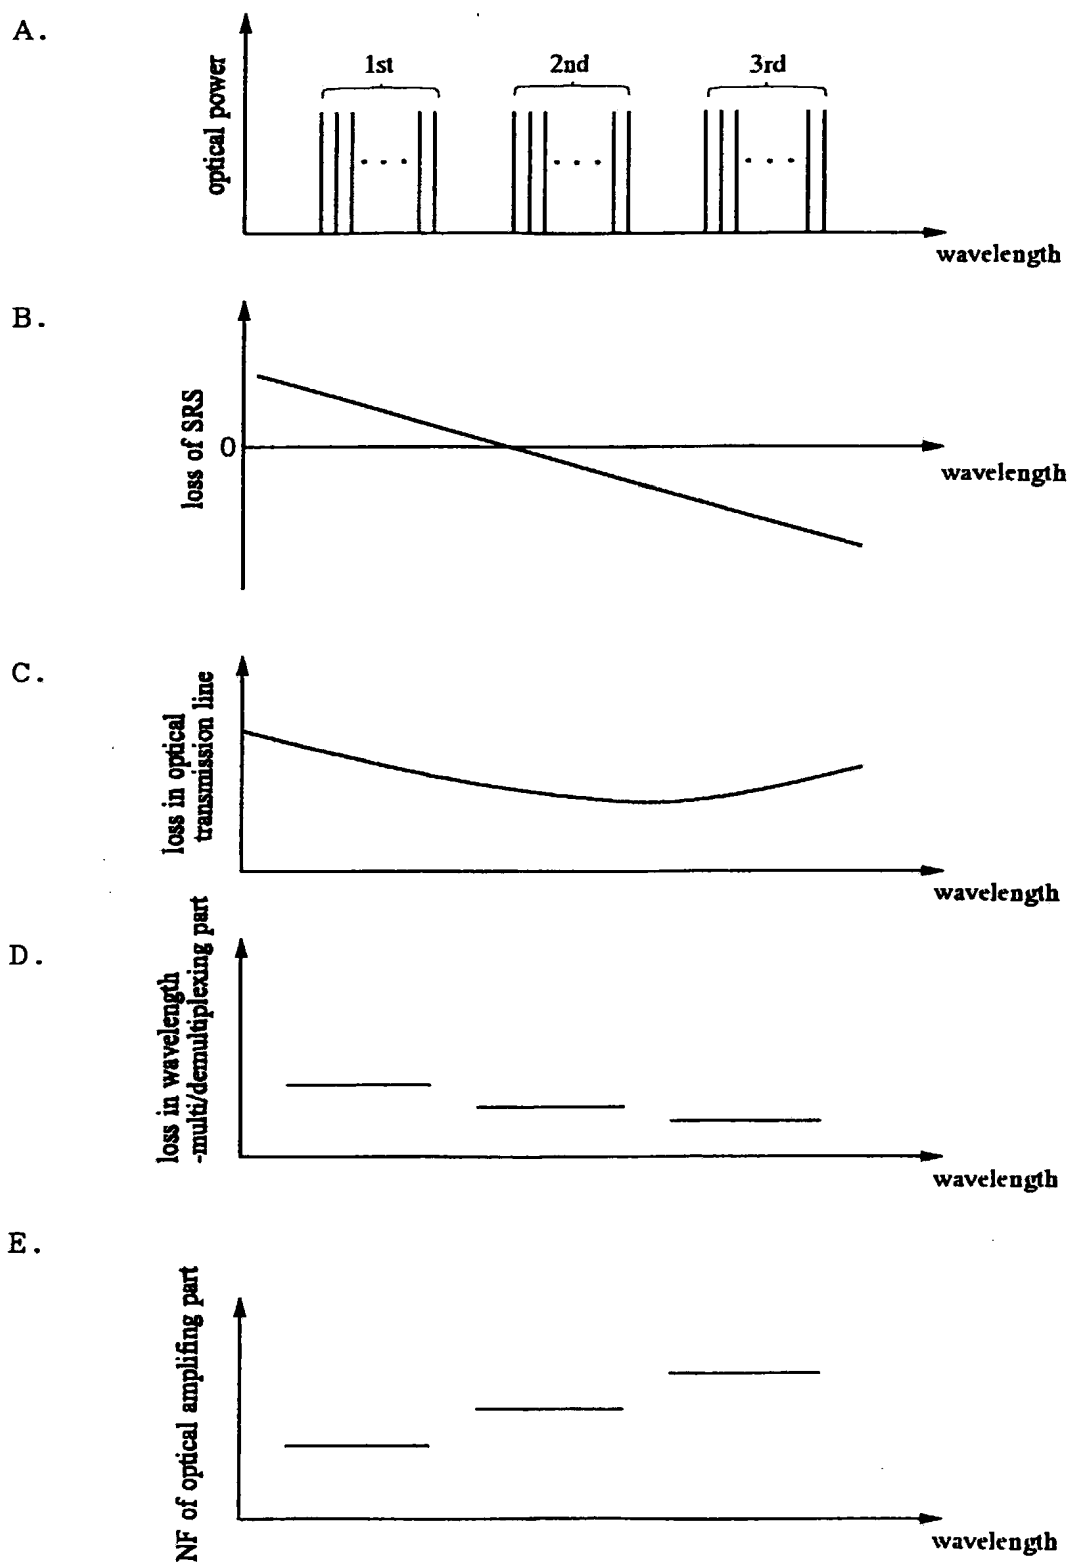 A.
optical power
1st 2nd 3rd
. . . . . . . . .
wavelength
B.
loss of SRS
0
wavelength
C.
loss in optical
transmission line
wavelength
D.
loss in wavelength
-multi/demultiplexing part
wavelength
E.
NF of optical amplifing part
wavelength